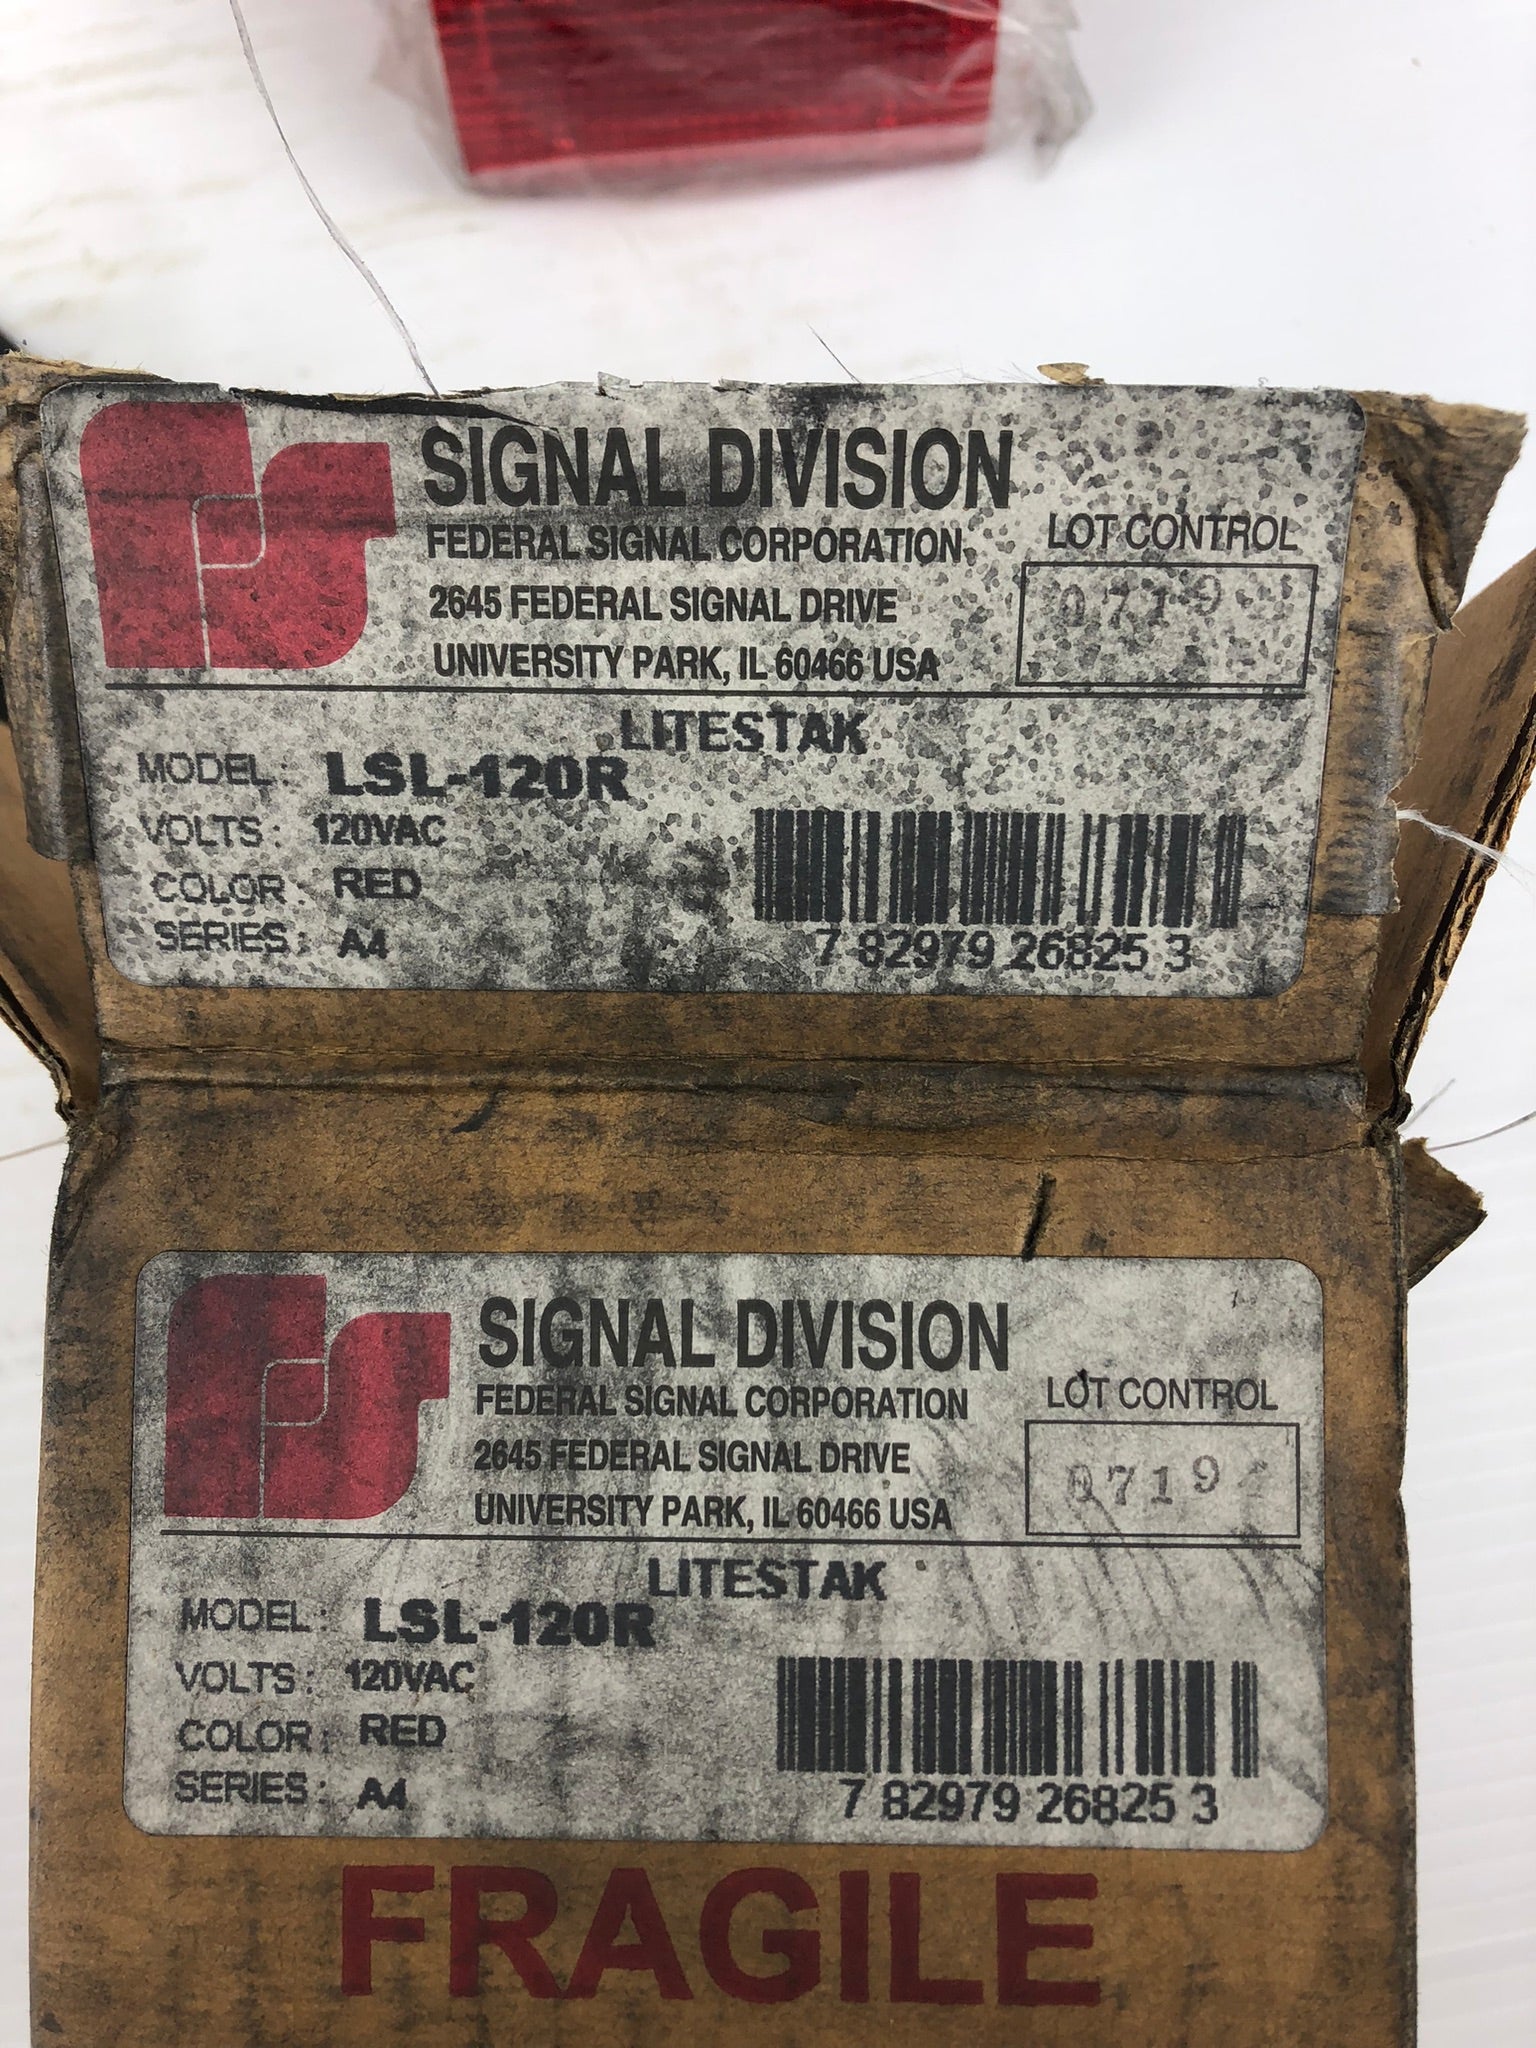 SIGNAL DIVISION
FEDERAL SIGNAL CORPORATION
2645 FEDERAL SIGNAL DRIVE
UNIVERSITY PARK, IL 60466 USA
LOT CONTROL
0719
LITESTAK
MODEL: LSL-120R
VOLTS: 120VAC
COLOR: RED
SERIES: A4
7 82979 26825 3
SIGNAL DIVISION
FEDERAL SIGNAL CORPORATION
2645 FEDERAL SIGNAL DRIVE
UNIVERSITY PARK, IL 60466 USA
LOT CONTROL
0719
LITESTAK
MODEL: LSL-120R
VOLTS: 120VAC
COLOR: RED
SERIES: A4
7 82979 26825 3
FRAGILE